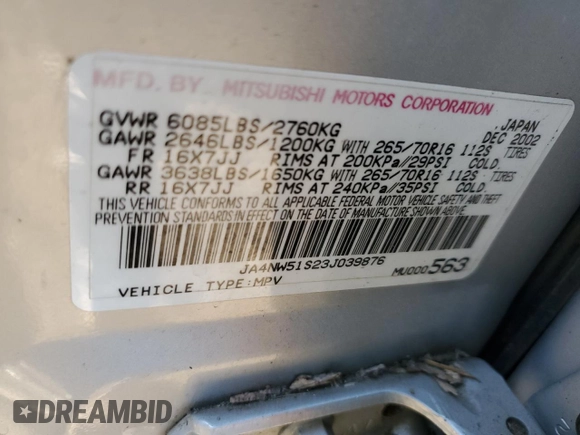 MFD. BY MITSUBISHI MOTORS CORPORATION
JAPAN
GVWR 6085LBS/2760KG DEC 2002
GAWR 2646LBS/1200KG WITH 265/70R16 112S TIRES
FR 16X7JJ RIMS AT 200KPa/29PSI COLD.
GAWR 3638LBS/1650KG WITH 265/70R16 112S TIRES
RR 16X7JJ RIMS AT 240KPa/35PSI COLD.
THIS VEHICLE CONFORMS TO ALL APPLICABLE FEDERAL MOTOR VEHICLE SAFETY AND THEFT
PREVENTION STANDARDS IN EFFECT ON THE DATE OF MANUFACTURE SHOWN ABOVE.
JA4NW51S23J039876 MU000563
VEHICLE TYPE:MPV
DREAMBID